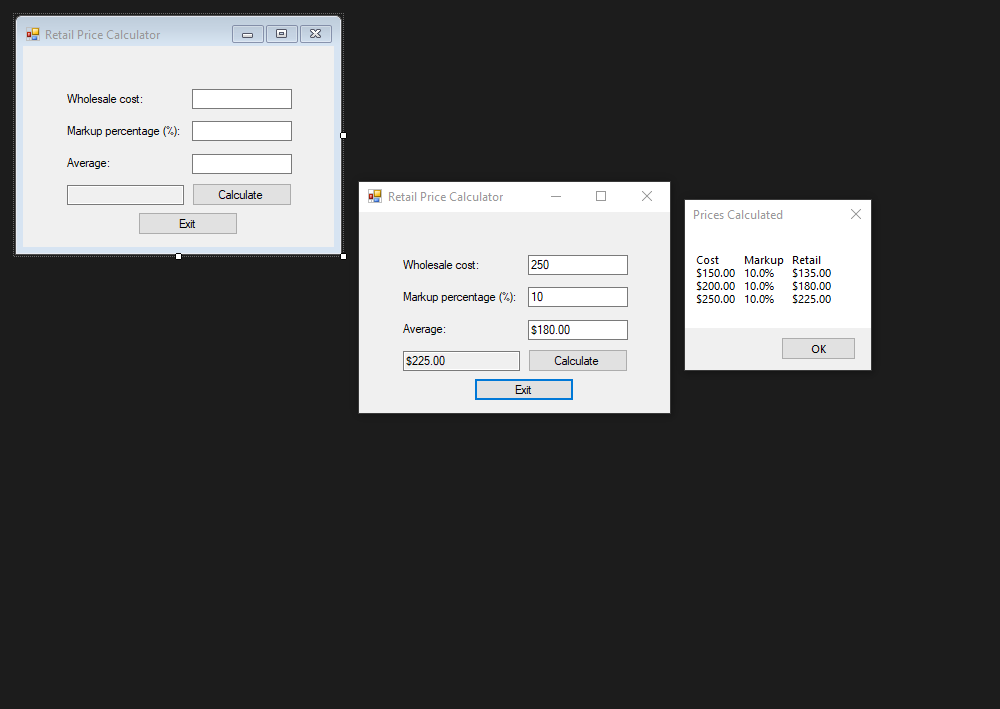 Retail Price Calculator
Wholesale cost:
Markup percentage (%):
Average:
Calculate
Exit
Retail Price Calculator
Wholesale cost: 250
Markup percentage (%): 10
Average: $180.00
$225.00 Calculate
Exit
Prices Calculated
Cost Markup Retail
$150.00 10.0% $135.00
$200.00 10.0% $180.00
$250.00 10.0% $225.00
OK